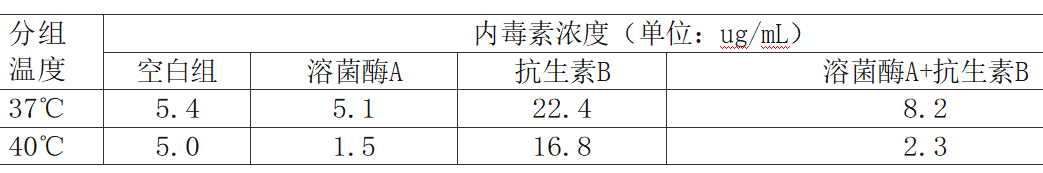 分组 内毒素浓度（单位：ug/mL）
温度 空白组 溶菌酶A 抗生素B 溶菌酶A+抗生素B
37℃ 5.4 5.1 22.4 8.2
40℃ 5.0 1.5 16.8 2.3